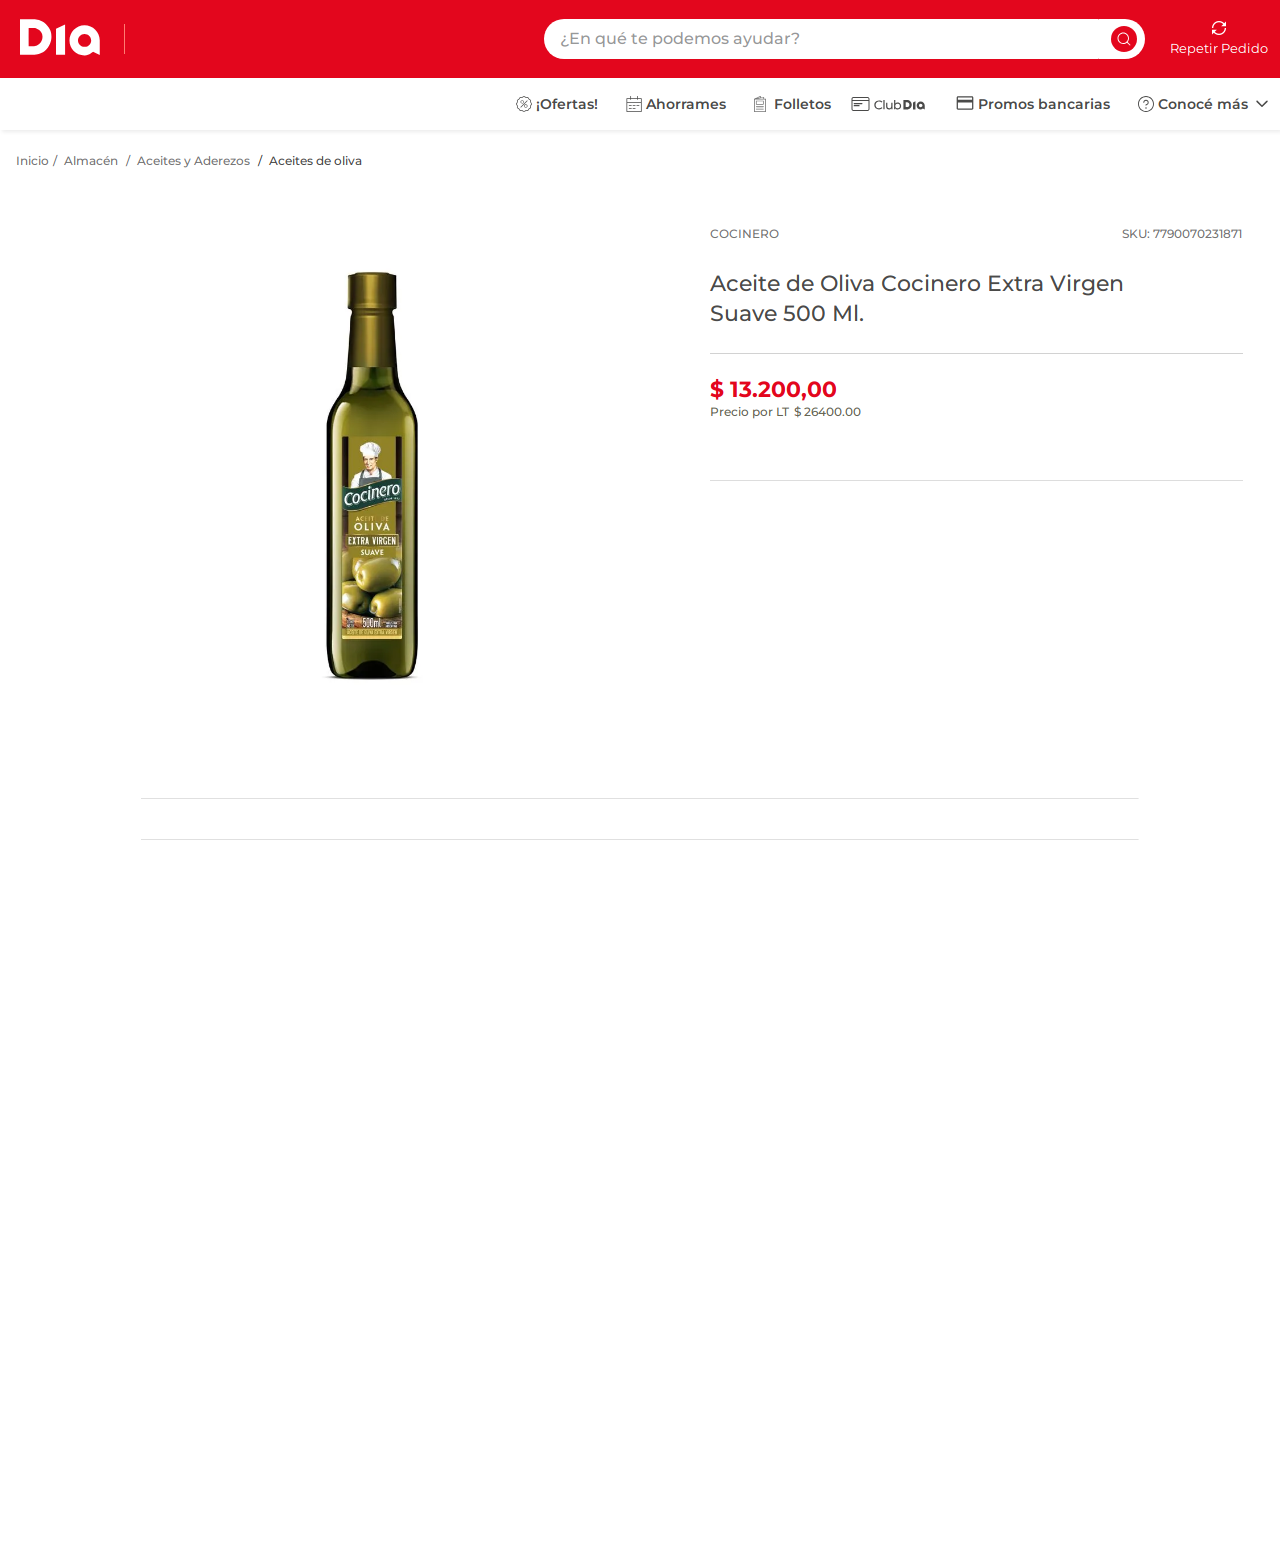 Dia
¿En qué te podemos ayudar?
Repetir Pedido
¡Ofertas!
Ahorrames
Folletos
Club Dia
Promos bancarias
Conocé más
Inicio / Almacén / Aceites y Aderezos / Aceites de oliva
COCINERO
SKU: 7790070231871
Aceite de Oliva Cocinero Extra Virgen
Suave 500 Ml.
$ 13.200,00
Precio por LT $ 26400.00
Cocinero
ACEITE DE
OLIVA
EXTRA VIRGEN
SUAVE
500ml